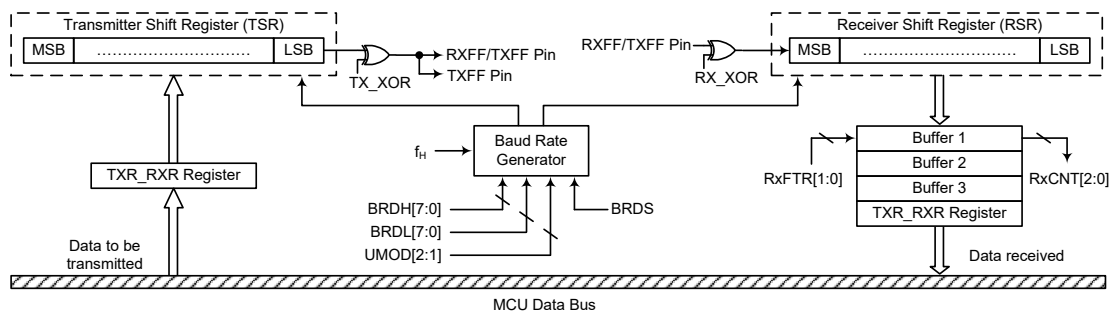 Transmitter Shift Register (TSR)
MSB
..............................
LSB
TX_XOR
RXFF/TXFF Pin
TXFF Pin
Receiver Shift Register (RSR)
RXFF/TXFF Pin
RX_XOR
MSB
..............................
LSB
TXR_RXR Register
Data to be
transmitted
fH
Baud Rate
Generator
BRDH[7:0]
BRDL[7:0]
UMOD[2:1]
BRDS
Buffer 1
Buffer 2
Buffer 3
TXR_RXR Register
RxFTR[1:0]
RxCNT[2:0]
Data received
MCU Data Bus